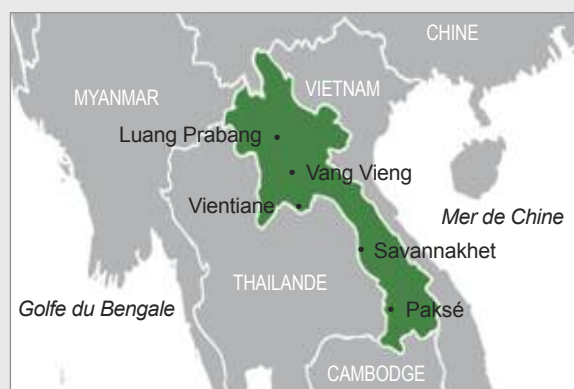 CHINE
MYANMAR
VIETNAM
Luang Prabang
Vang Vieng
Vientiane
Mer de Chine
Savannakhet
THAILANDE
Golfe du Bengale
Paksé
CAMBODGE